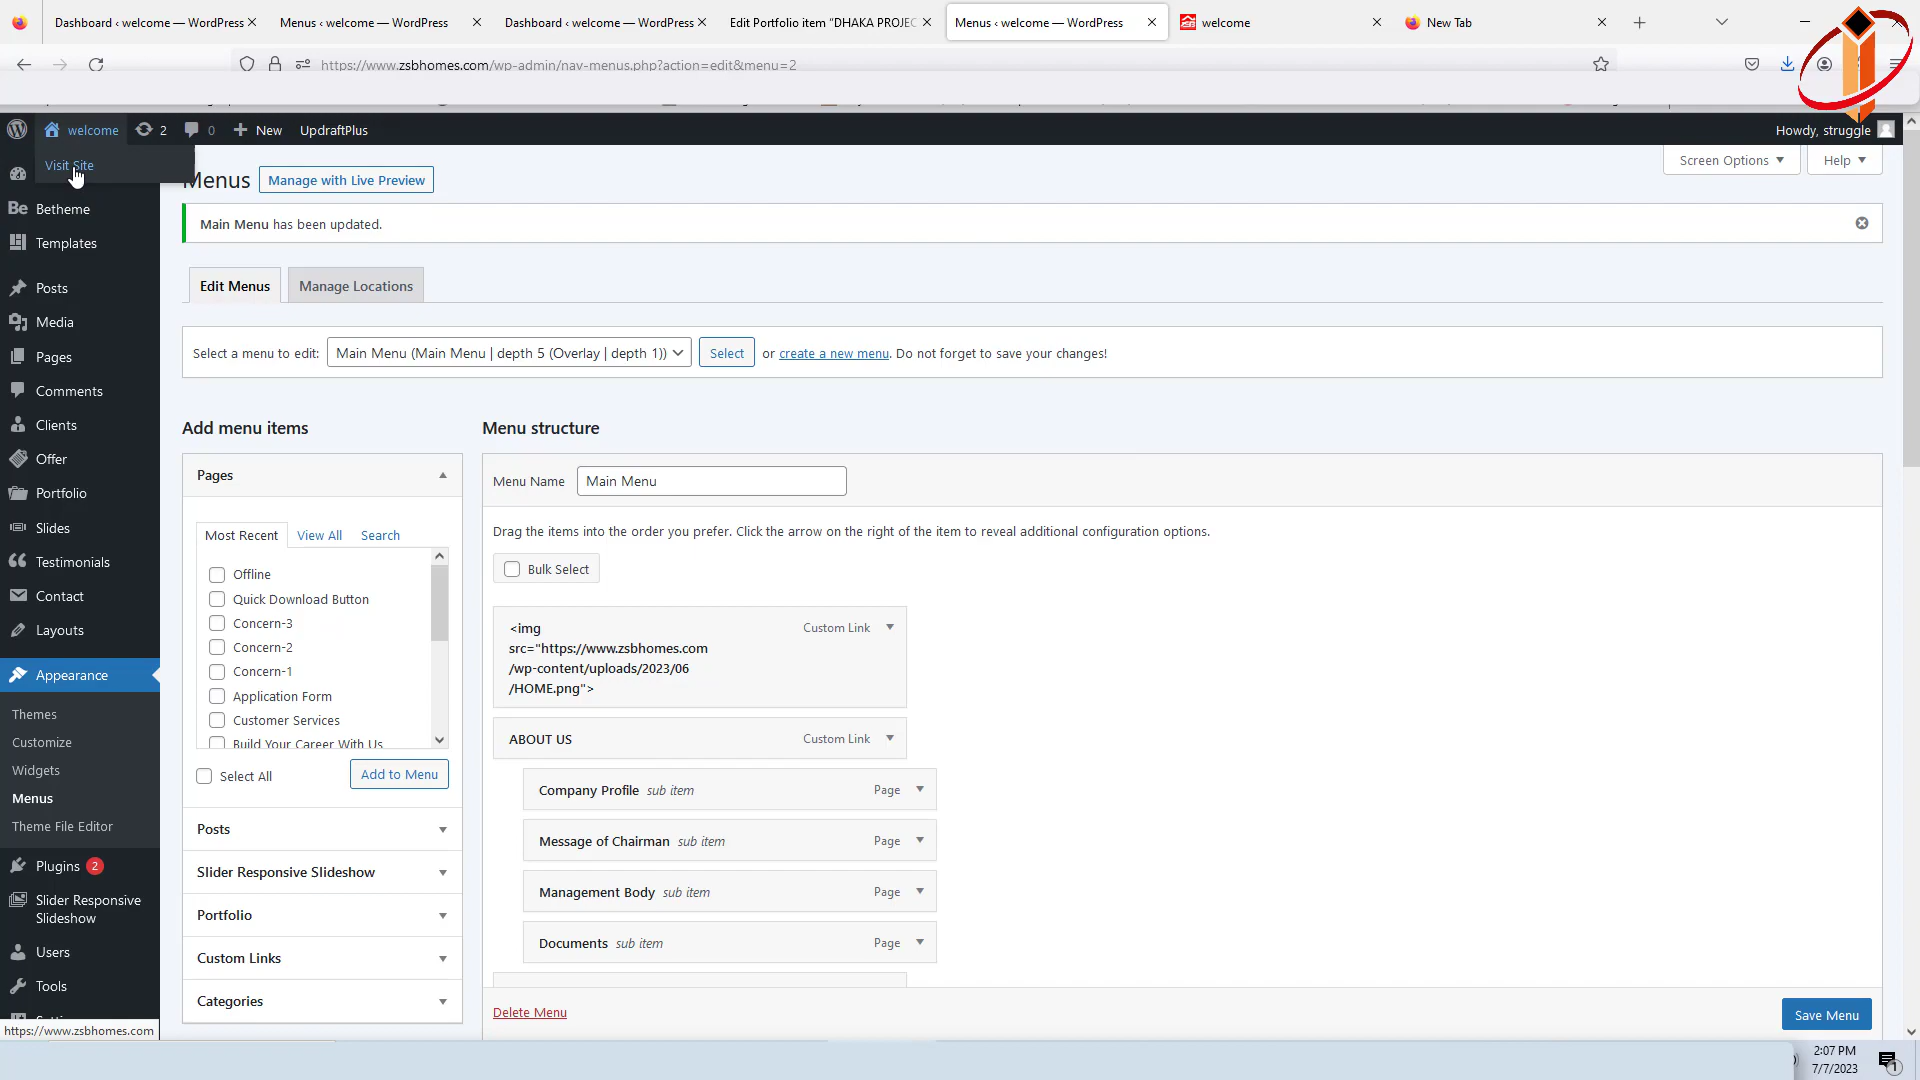 Dashboard ‹ welcome — WordPress
Menus ‹ welcome — WordPress
Dashboard ‹ welcome — WordPress
Edit Portfolio item “DHAKA PROJEC
Menus ‹ welcome — WordPress
welcome
New Tab
https://www.zsbhomes.com/wp-admin/nav-menus.php?action=edit&menu=2
welcome
2
0
New
UpdraftPlus
Howdy, struggle
Visit Site
Menus
Manage with Live Preview
Screen Options
Help
Be
Betheme
Main Menu has been updated.
Templates
Posts
Edit Menus
Manage Locations
Media
Select a menu to edit:
Main Menu (Main Menu | depth 5 (Overlay | depth 1))
Select
or create a new menu. Do not forget to save your changes!
Pages
Comments
Clients
Offer
Portfolio
Slides
Testimonials
Contact
Layouts
Appearance
Themes
Customize
Widgets
Menus
Theme File Editor
Plugins 2
Slider Responsive
Slideshow
Users
Tools
Add menu items
Pages
Most Recent
View All
Search
Offline
Quick Download Button
Concern-3
Concern-2
Concern-1
Application Form
Customer Services
Build Your Career With Us
Select All
Add to Menu
Posts
Slider Responsive Slideshow
Portfolio
Custom Links
Categories
Menu structure
Menu Name
Main Menu
Drag the items into the order you prefer. Click the arrow on the right of the item to reveal additional configuration options.
Bulk Select
<img
src="https://www.zsbhomes.com
/wp-content/uploads/2023/06
/HOME.png">
Custom Link
ABOUT US
Custom Link
Company Profile sub item
Page
Message of Chairman sub item
Page
Management Body sub item
Page
Documents sub item
Page
Delete Menu
Save Menu
https://www.zsbhomes.com
2:07 PM
7/7/2023
1